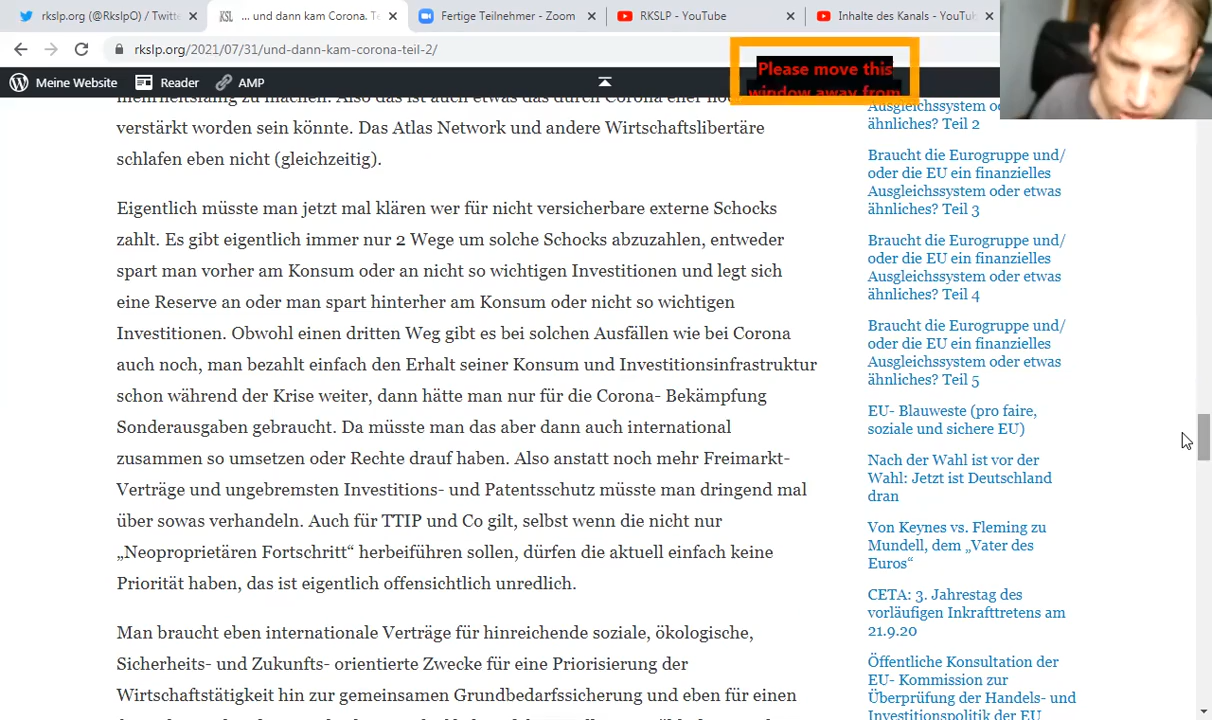 rkslp.org (@RkslpO) / Twitte
... und dann kam Corona. Te
Fertige Teilnehmer - Zoom
RKSLP - YouTube
Inhalte des Kanals - YouTu
rkslp.org/2021/07/31/und-dann-kam-corona-teil-2/
Meine Website
Reader
AMP
Please move this
window away from
verstärkt worden sein könnte. Das Atlas Network und andere Wirtschaftslibertäre
schlafen eben nicht (gleichzeitig).
Eigentlich müsste man jetzt mal klären wer für nicht versicherbare externe Schocks
zahlt. Es gibt eigentlich immer nur 2 Wege um solche Schocks abzuzahlen, entweder
spart man vorher am Konsum oder an nicht so wichtigen Investitionen und legt sich
eine Reserve an oder man spart hinterher am Konsum oder nicht so wichtigen
Investitionen. Obwohl einen dritten Weg gibt es bei solchen Ausfällen wie bei Corona
auch noch, man bezahlt einfach den Erhalt seiner Konsum und Investitionsinfrastruktur
schon während der Krise weiter, dann hätte man nur für die Corona- Bekämpfung
Sonderausgaben gebraucht. Da müsste man das aber dann auch international
zusammen so umsetzen oder Rechte drauf haben. Also anstatt noch mehr Freimarkt-
Verträge und ungebremsten Investitions- und Patentsschutz müsste man dringend mal
über sowas verhandeln. Auch für TTIP und Co gilt, selbst wenn die nicht nur
„Neoproprietären Fortschritt“ herbeiführen sollen, dürfen die aktuell einfach keine
Priorität haben, das ist eigentlich offensichtlich unredlich.
Man braucht eben internationale Verträge für hinreichende soziale, ökologische,
Sicherheits- und Zukunfts- orientierte Zwecke für eine Priorisierung der
Wirtschaftstätigkeit hin zur gemeinsamen Grundbedarfssicherung und eben für einen
Ausgleichssystem o
ähnliches? Teil 2
Braucht die Eurogruppe und/
oder die EU ein finanzielles
Ausgleichssystem oder etwas
ähnliches? Teil 3
Braucht die Eurogruppe und/
oder die EU ein finanzielles
Ausgleichssystem oder etwas
ähnliches? Teil 4
Braucht die Eurogruppe und/
oder die EU ein finanzielles
Ausgleichssystem oder etwas
ähnliches? Teil 5
EU- Blauweste (pro faire,
soziale und sichere EU)
Nach der Wahl ist vor der
Wahl: Jetzt ist Deutschland
dran
Von Keynes vs. Fleming zu
Mundell, dem „Vater des
Euros“
CETA: 3. Jahrestag des
vorläufigen Inkrafttretens am
21.9.20
Öffentliche Konsultation der
EU- Kommission zur
Überprüfung der Handels- und
Investitionspolitik der EU